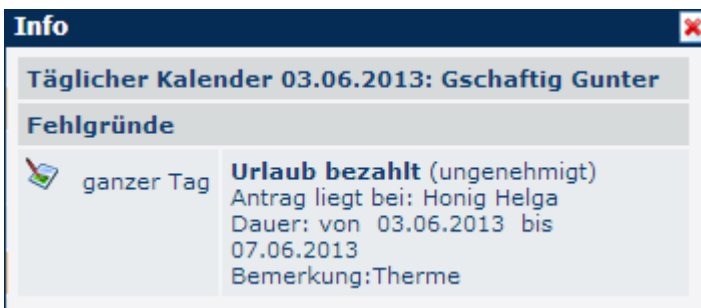 Info
Täglicher Kalender 03.06.2013: Gschaftig Gunter
Fehlgründe
ganzer Tag
Urlaub bezahlt (ungenehmigt)
Antrag liegt bei: Honig Helga
Dauer: von 03.06.2013 bis
07.06.2013
Bemerkung:Therme